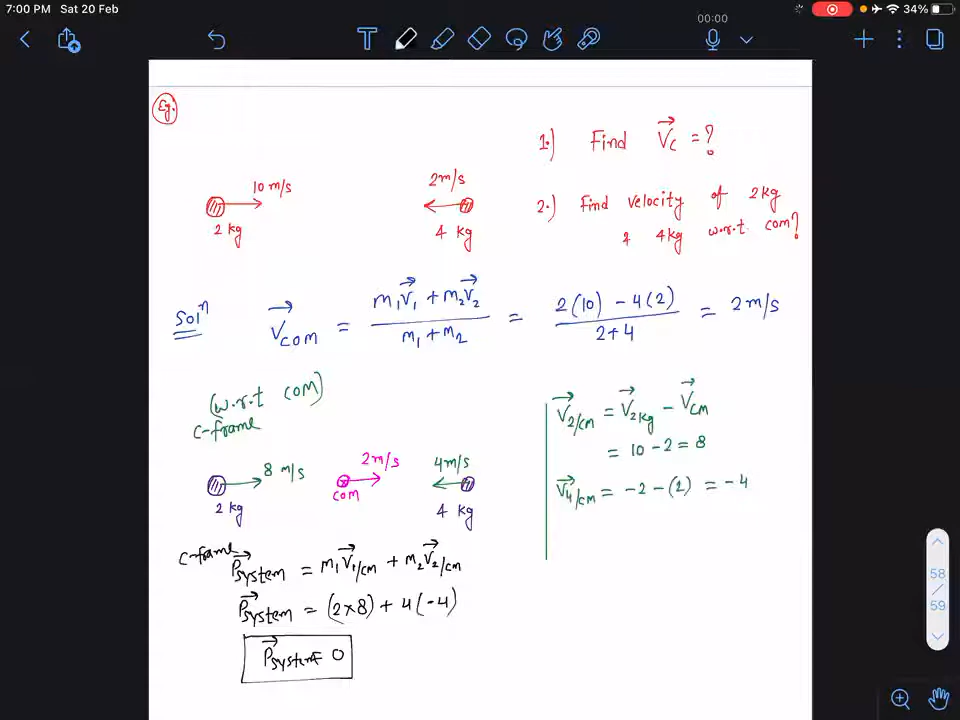 7:00 PM Sat 20 Feb
00:00
34%
Eg.
1.) Find V⃗c = ?
10 m/s
2m/s
2 kg
4 kg
2.) Find velocity of 2kg
& 4kg w.r.t. com?
Solⁿ V⃗com = (m₁v⃗₁ + m₂v⃗₂)/(m₁+m₂) = (2(10) - 4(2))/(2+4) = 2m/s
(w.r.t COM)
C-frame
8 m/s
2m/s
4m/s
2 kg
COM
4 kg
V⃗2/cm = V⃗2kg - V⃗CM
= 10 - 2 = 8
V⃗4/cm = -2 - (2) = -4
C-frame
P⃗system = m₁V⃗1/cm + m₂V⃗2/cm
P⃗system = (2×8) + 4(-4)
P⃗system = 0
58
/
59